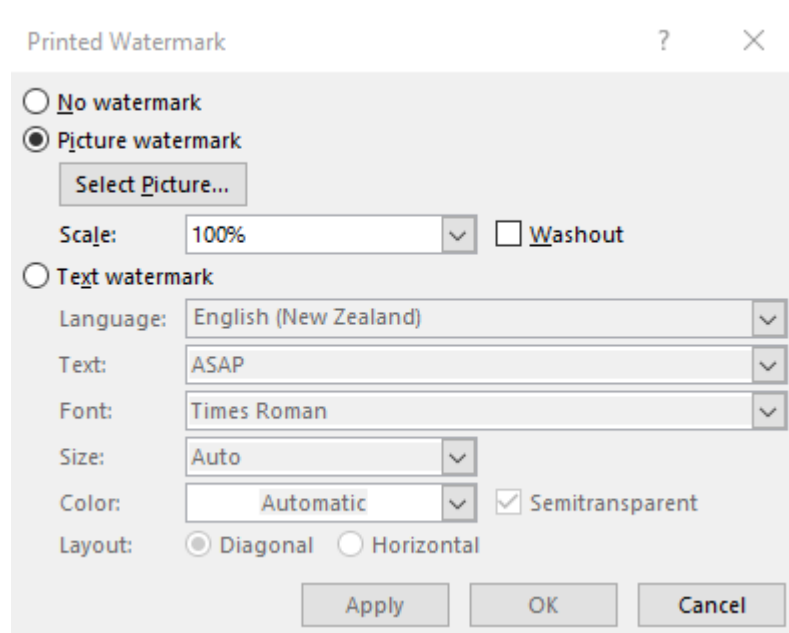 Printed Watermark ? ×
No watermark
Picture watermark
Select Picture...
Scale: 100% Washout
Text watermark
Language: English (New Zealand)
Text: ASAP
Font: Times Roman
Size: Auto
Color: Automatic Semitransparent
Layout: Diagonal Horizontal
Apply OK Cancel